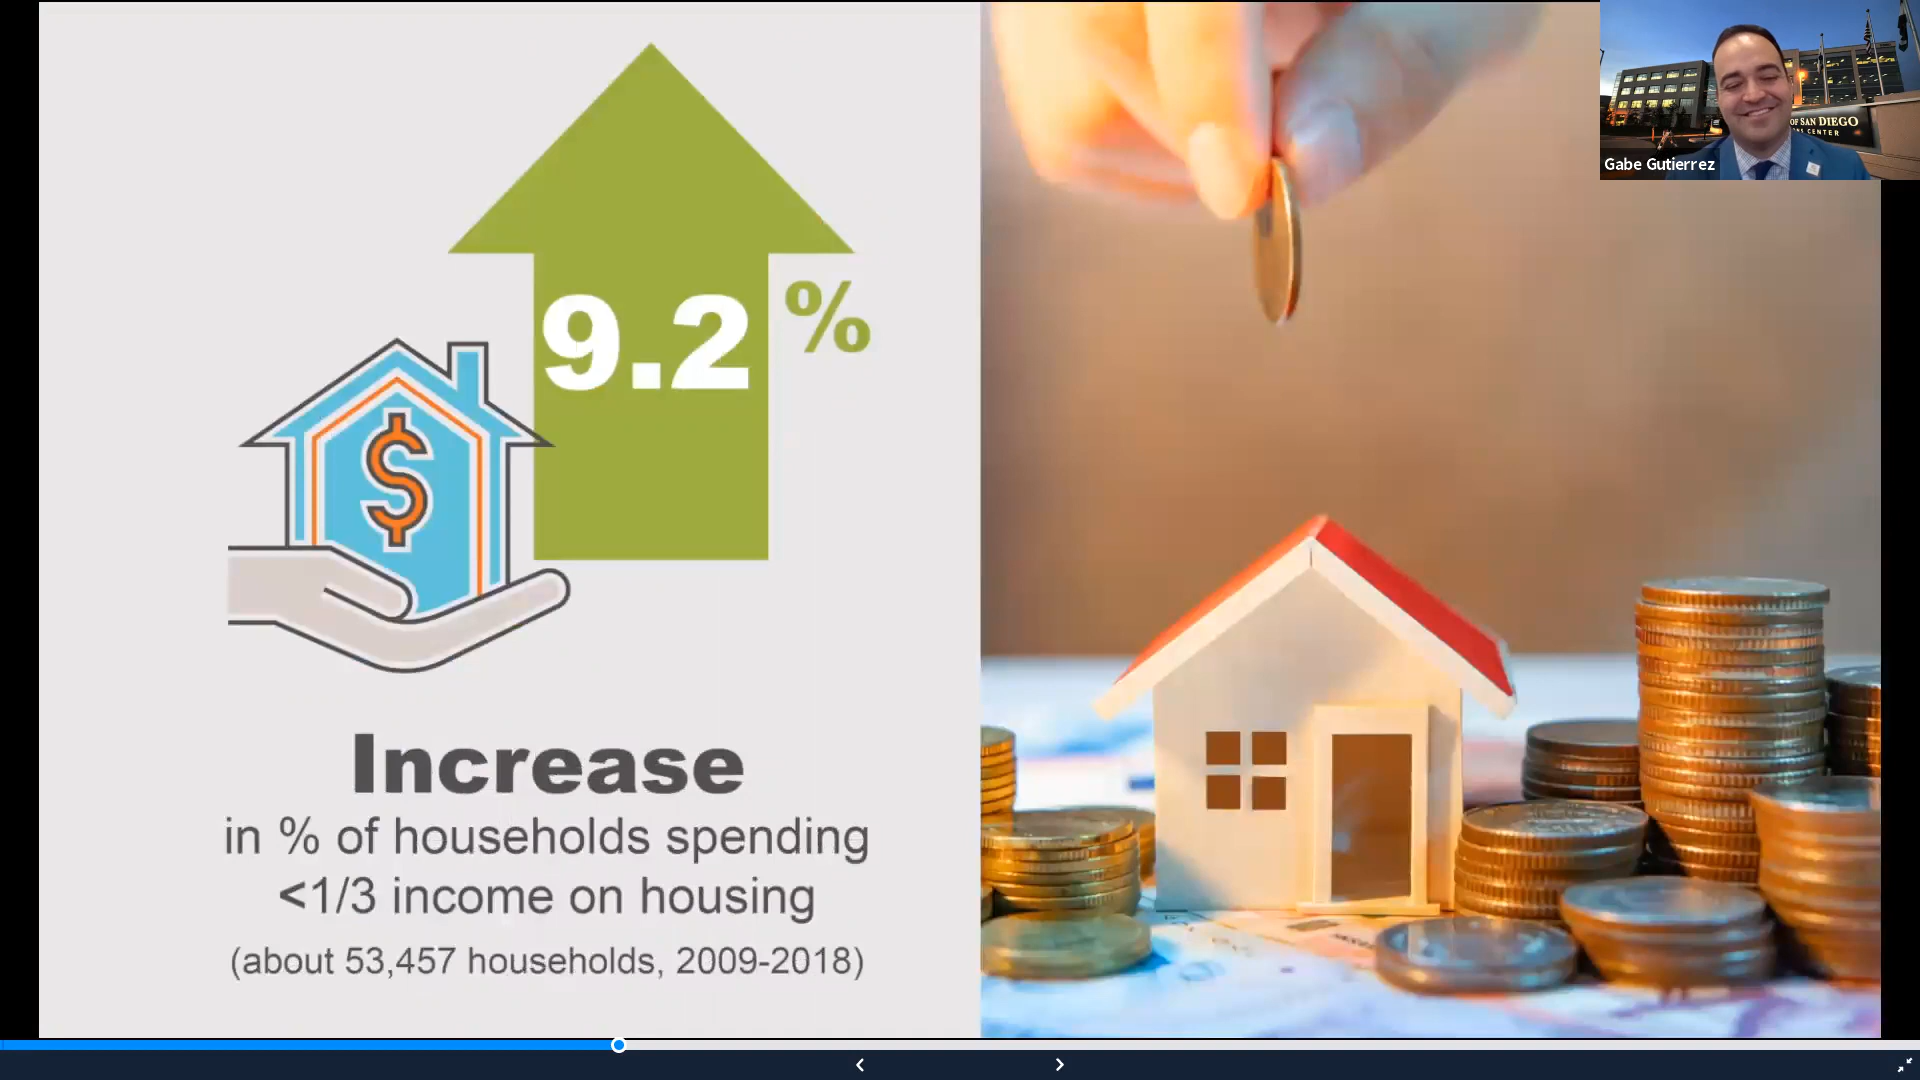 9.2%
$
Increase
in % of households spending
<1/3 income on housing
(about 53,457 households, 2009-2018)
OF SAN DIEGO
CENTER
Gabe Gutierrez